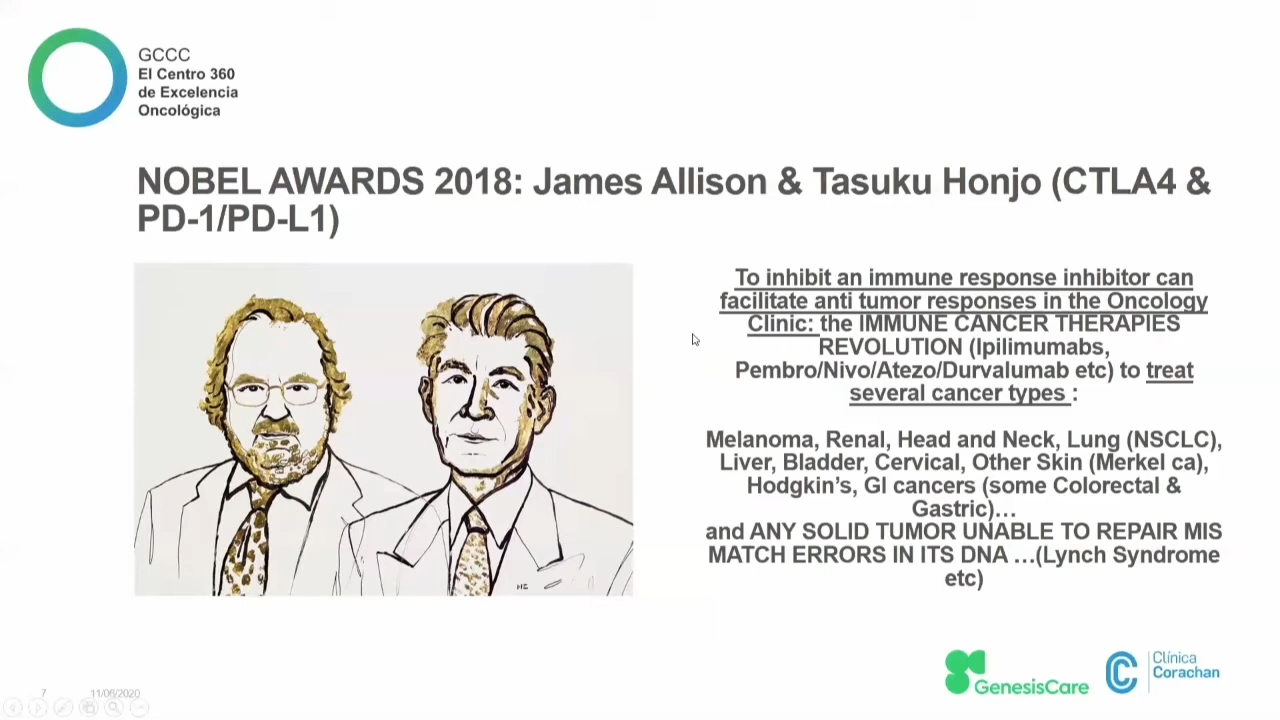 GCCC
El Centro 360
de Excelencia
Oncológica
NOBEL AWARDS 2018: James Allison & Tasuku Honjo (CTLA4 &
PD-1/PD-L1)
To inhibit an immune response inhibitor can
facilitate anti tumor responses in the Oncology
Clinic: the IMMUNE CANCER THERAPIES
REVOLUTION (Ipilimumabs,
Pembro/Nivo/Atezo/Durvalumab etc) to treat
several cancer types :
Melanoma, Renal, Head and Neck, Lung (NSCLC),
Liver, Bladder, Cervical, Other Skin (Merkel ca),
Hodgkin’s, GI cancers (some Colorectal &
Gastric)…
and ANY SOLID TUMOR UNABLE TO REPAIR MIS
MATCH ERRORS IN ITS DNA …(Lynch Syndrome
etc)
GenesisCare
Clínica
Corachan
7
11/06/2020